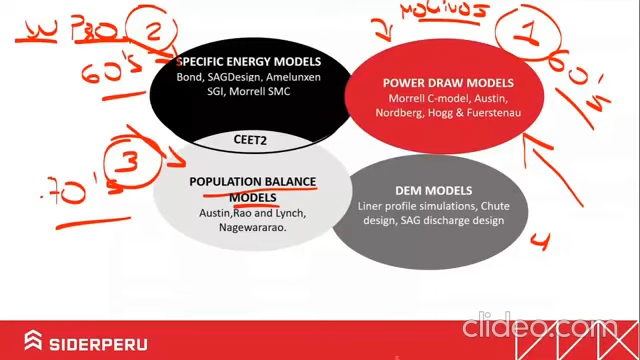 MOLINOS
1
2
60's
60's
SPECIFIC ENERGY MODELS
Bond, SAGDesign, Amelunxen
SGI, Morrell SMC
POWER DRAW MODELS
Morrell C-model, Austin,
Nordberg, Hogg & Fuerstenau
CEET2
3
70's
POPULATION BALANCE
MODELS
Austin,Rao and Lynch,
Nagewararao.
DEM MODELS
Liner profile simulations, Chute
design, SAG discharge design
4
SIDERPERU
clideo.com